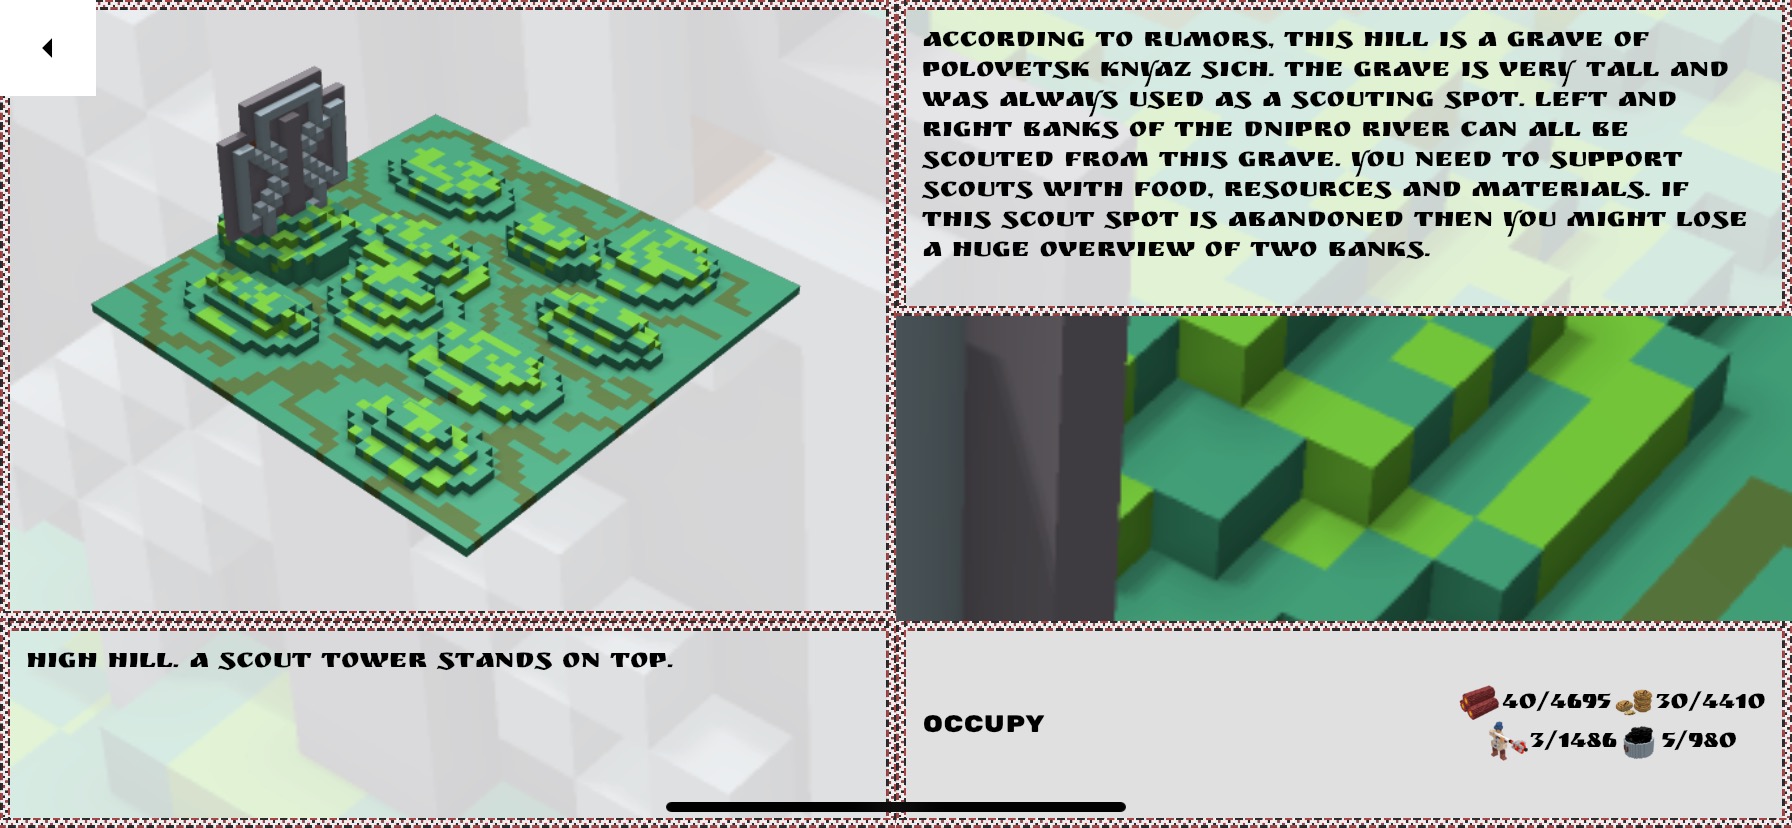 ACCORDING TO RUMORS, THIS HILL IS A GRAVE OF
POLOVETSK KNYAZ SICH. THE GRAVE IS VERY TALL AND
WAS ALWAYS USED AS A SCOUTING SPOT. LEFT AND
RIGHT BANKS OF THE DNIPRO RIVER CAN ALL BE
SCOUTED FROM THIS GRAVE. YOU NEED TO SUPPORT
SCOUTS WITH FOOD, RESOURCES AND MATERIALS. IF
THIS SCOUT SPOT IS ABANDONED THEN YOU MIGHT LOSE
A HUGE OVERVIEW OF TWO BANKS.
HIGH HILL. A SCOUT TOWER STANDS ON TOP.
OCCUPY
40/4695 30/4410
3/1486 5/980